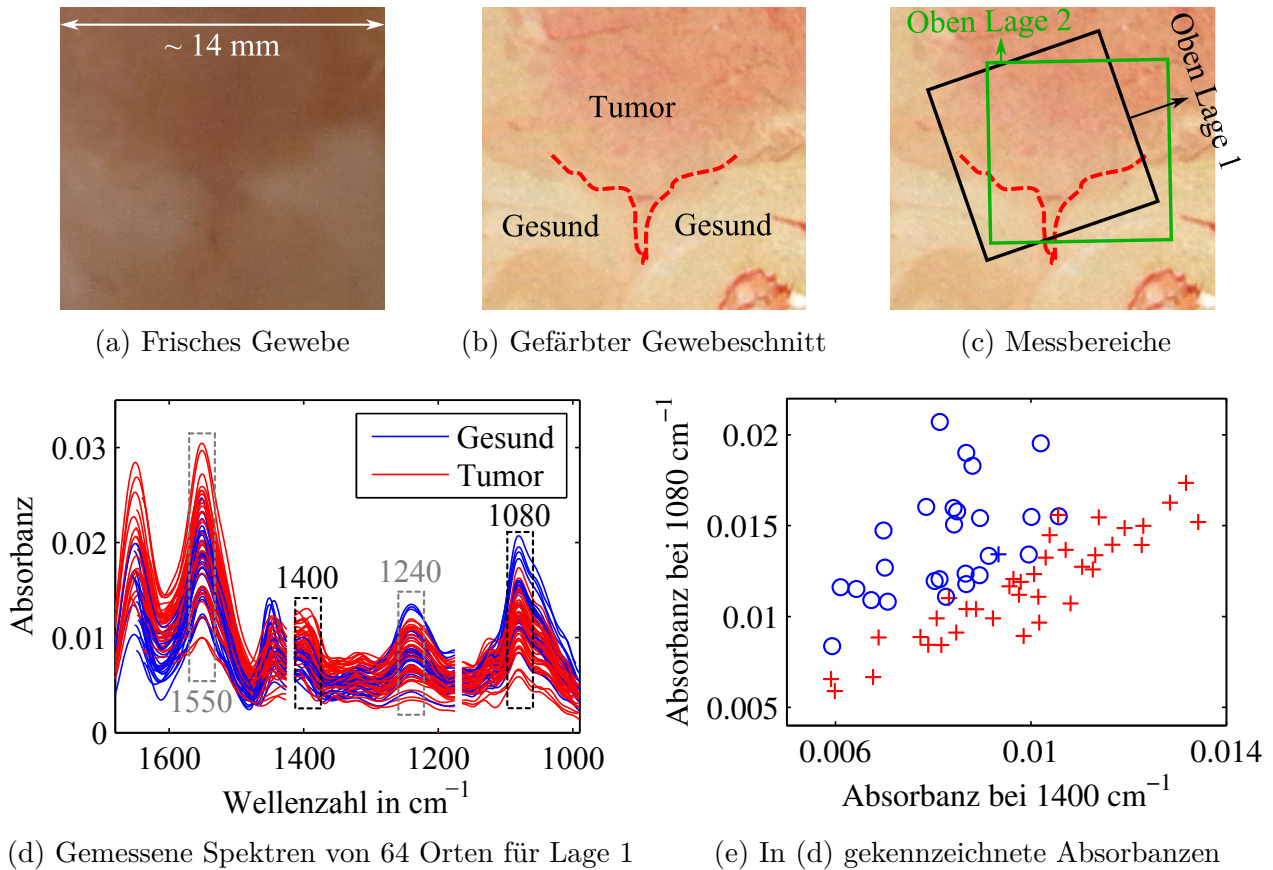 ~ 14 mm
(a) Frisches Gewebe
Tumor
Gesund
Gesund
(b) Gefärbter Gewebeschnitt
Oben Lage 2
Oben Lage 1
(c) Messbereiche
Absorbanz
0.03
0.02
0.01
0
1600
1400
1200
1000
Wellenzahl in cm⁻¹
Gesund
Tumor
1550
1400
1240
1080
(d) Gemessene Spektren von 64 Orten für Lage 1
Absorbanz bei 1080 cm⁻¹
0.02
0.015
0.01
0.005
0.006
0.01
0.014
Absorbanz bei 1400 cm⁻¹
(e) In (d) gekennzeichnete Absorbanzen